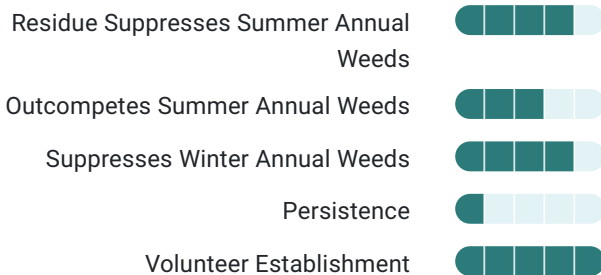 Residue Suppresses Summer Annual
Weeds
Outcompetes Summer Annual Weeds
Suppresses Winter Annual Weeds
Persistence
Volunteer Establishment